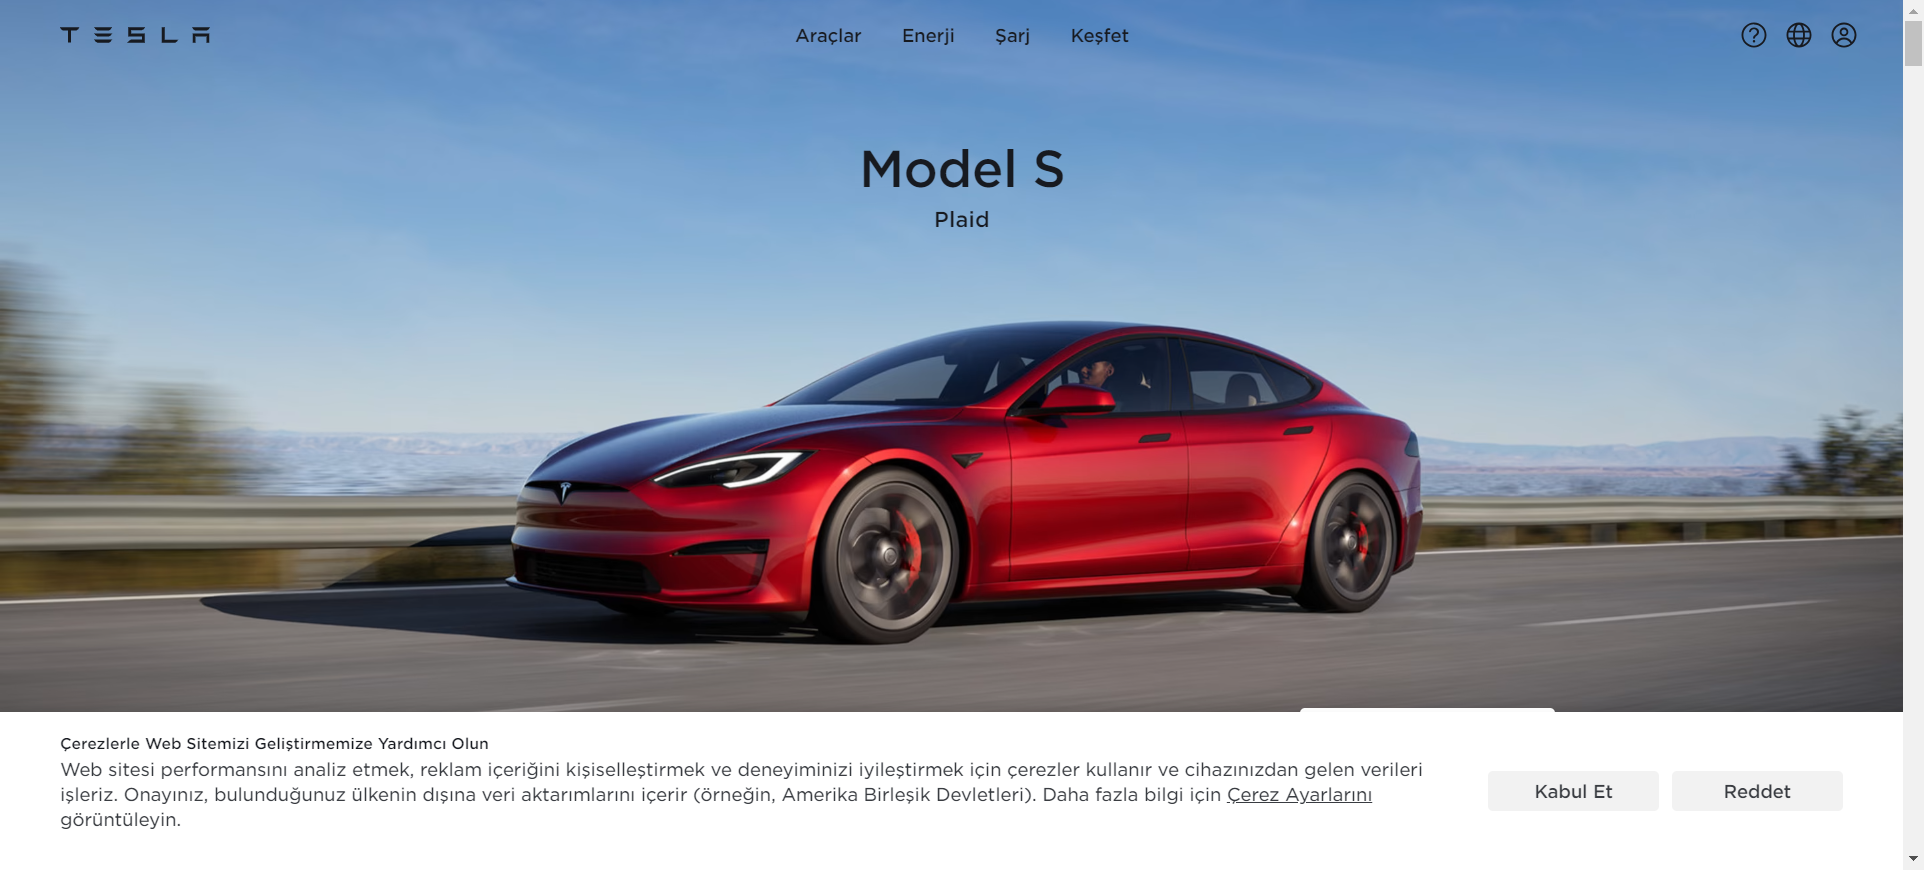 TESLA
Araçlar Enerji Şarj Keşfet
Model S
Plaid
Çerezlerle Web Sitemizi Geliştirmemize Yardımcı Olun
Web sitesi performansını analiz etmek, reklam içeriğini kişiselleştirmek ve deneyiminizi iyileştirmek için çerezler kullanır ve cihazınızdan gelen verileri
işleriz. Onayınız, bulunduğunuz ülkenin dışına veri aktarımlarını içerir (örneğin, Amerika Birleşik Devletleri). Daha fazla bilgi için Çerez Ayarlarını
görüntüleyin.
Kabul Et
Reddet